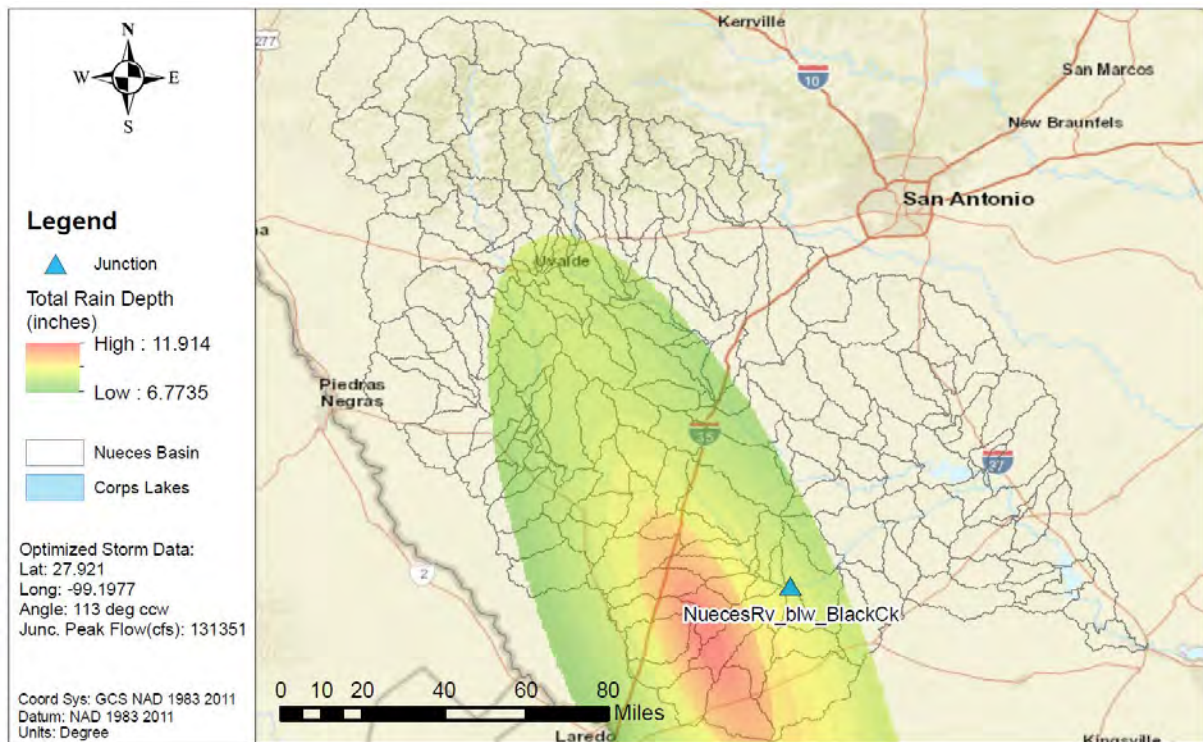 N
W E
S
Legend
Junction
Total Rain Depth
(inches)
High : 11.914
Low : 6.7735
Nueces Basin
Corps Lakes
Optimized Storm Data:
Lat: 27.921
Long: -99.1977
Angle: 113 deg ccw
Junc. Peak Flow(cfs): 131351
Coord Sys: GCS NAD 1983 2011
Datum: NAD 1983 2011
Units: Degree
277
Kerrville
10
San Marcos
New Braunfels
San Antonio
na
Uvalde
Piedras
Negras
35
27
2
NuecesRv_blw_BlackCk
0 10 20 40 60 80
Miles
Laredo
Kingsville